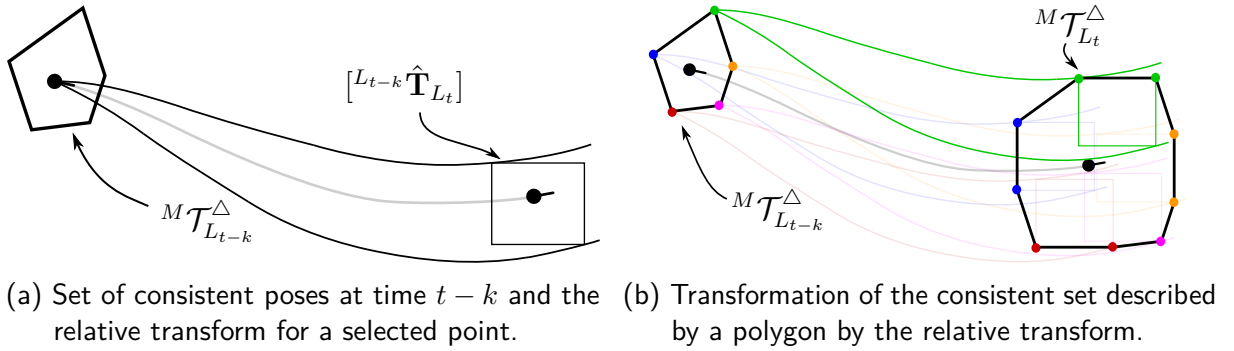 $[^{L_{t-k}}\hat{\mathbf{T}}_{L_t}]$
${}^{M}\mathcal{T}^{\triangle}_{L_{t-k}}$
(a) Set of consistent poses at time $t-k$ and the
relative transform for a selected point.
${}^{M}\mathcal{T}^{\triangle}_{L_t}$
${}^{M}\mathcal{T}^{\triangle}_{L_{t-k}}$
(b) Transformation of the consistent set described
by a polygon by the relative transform.